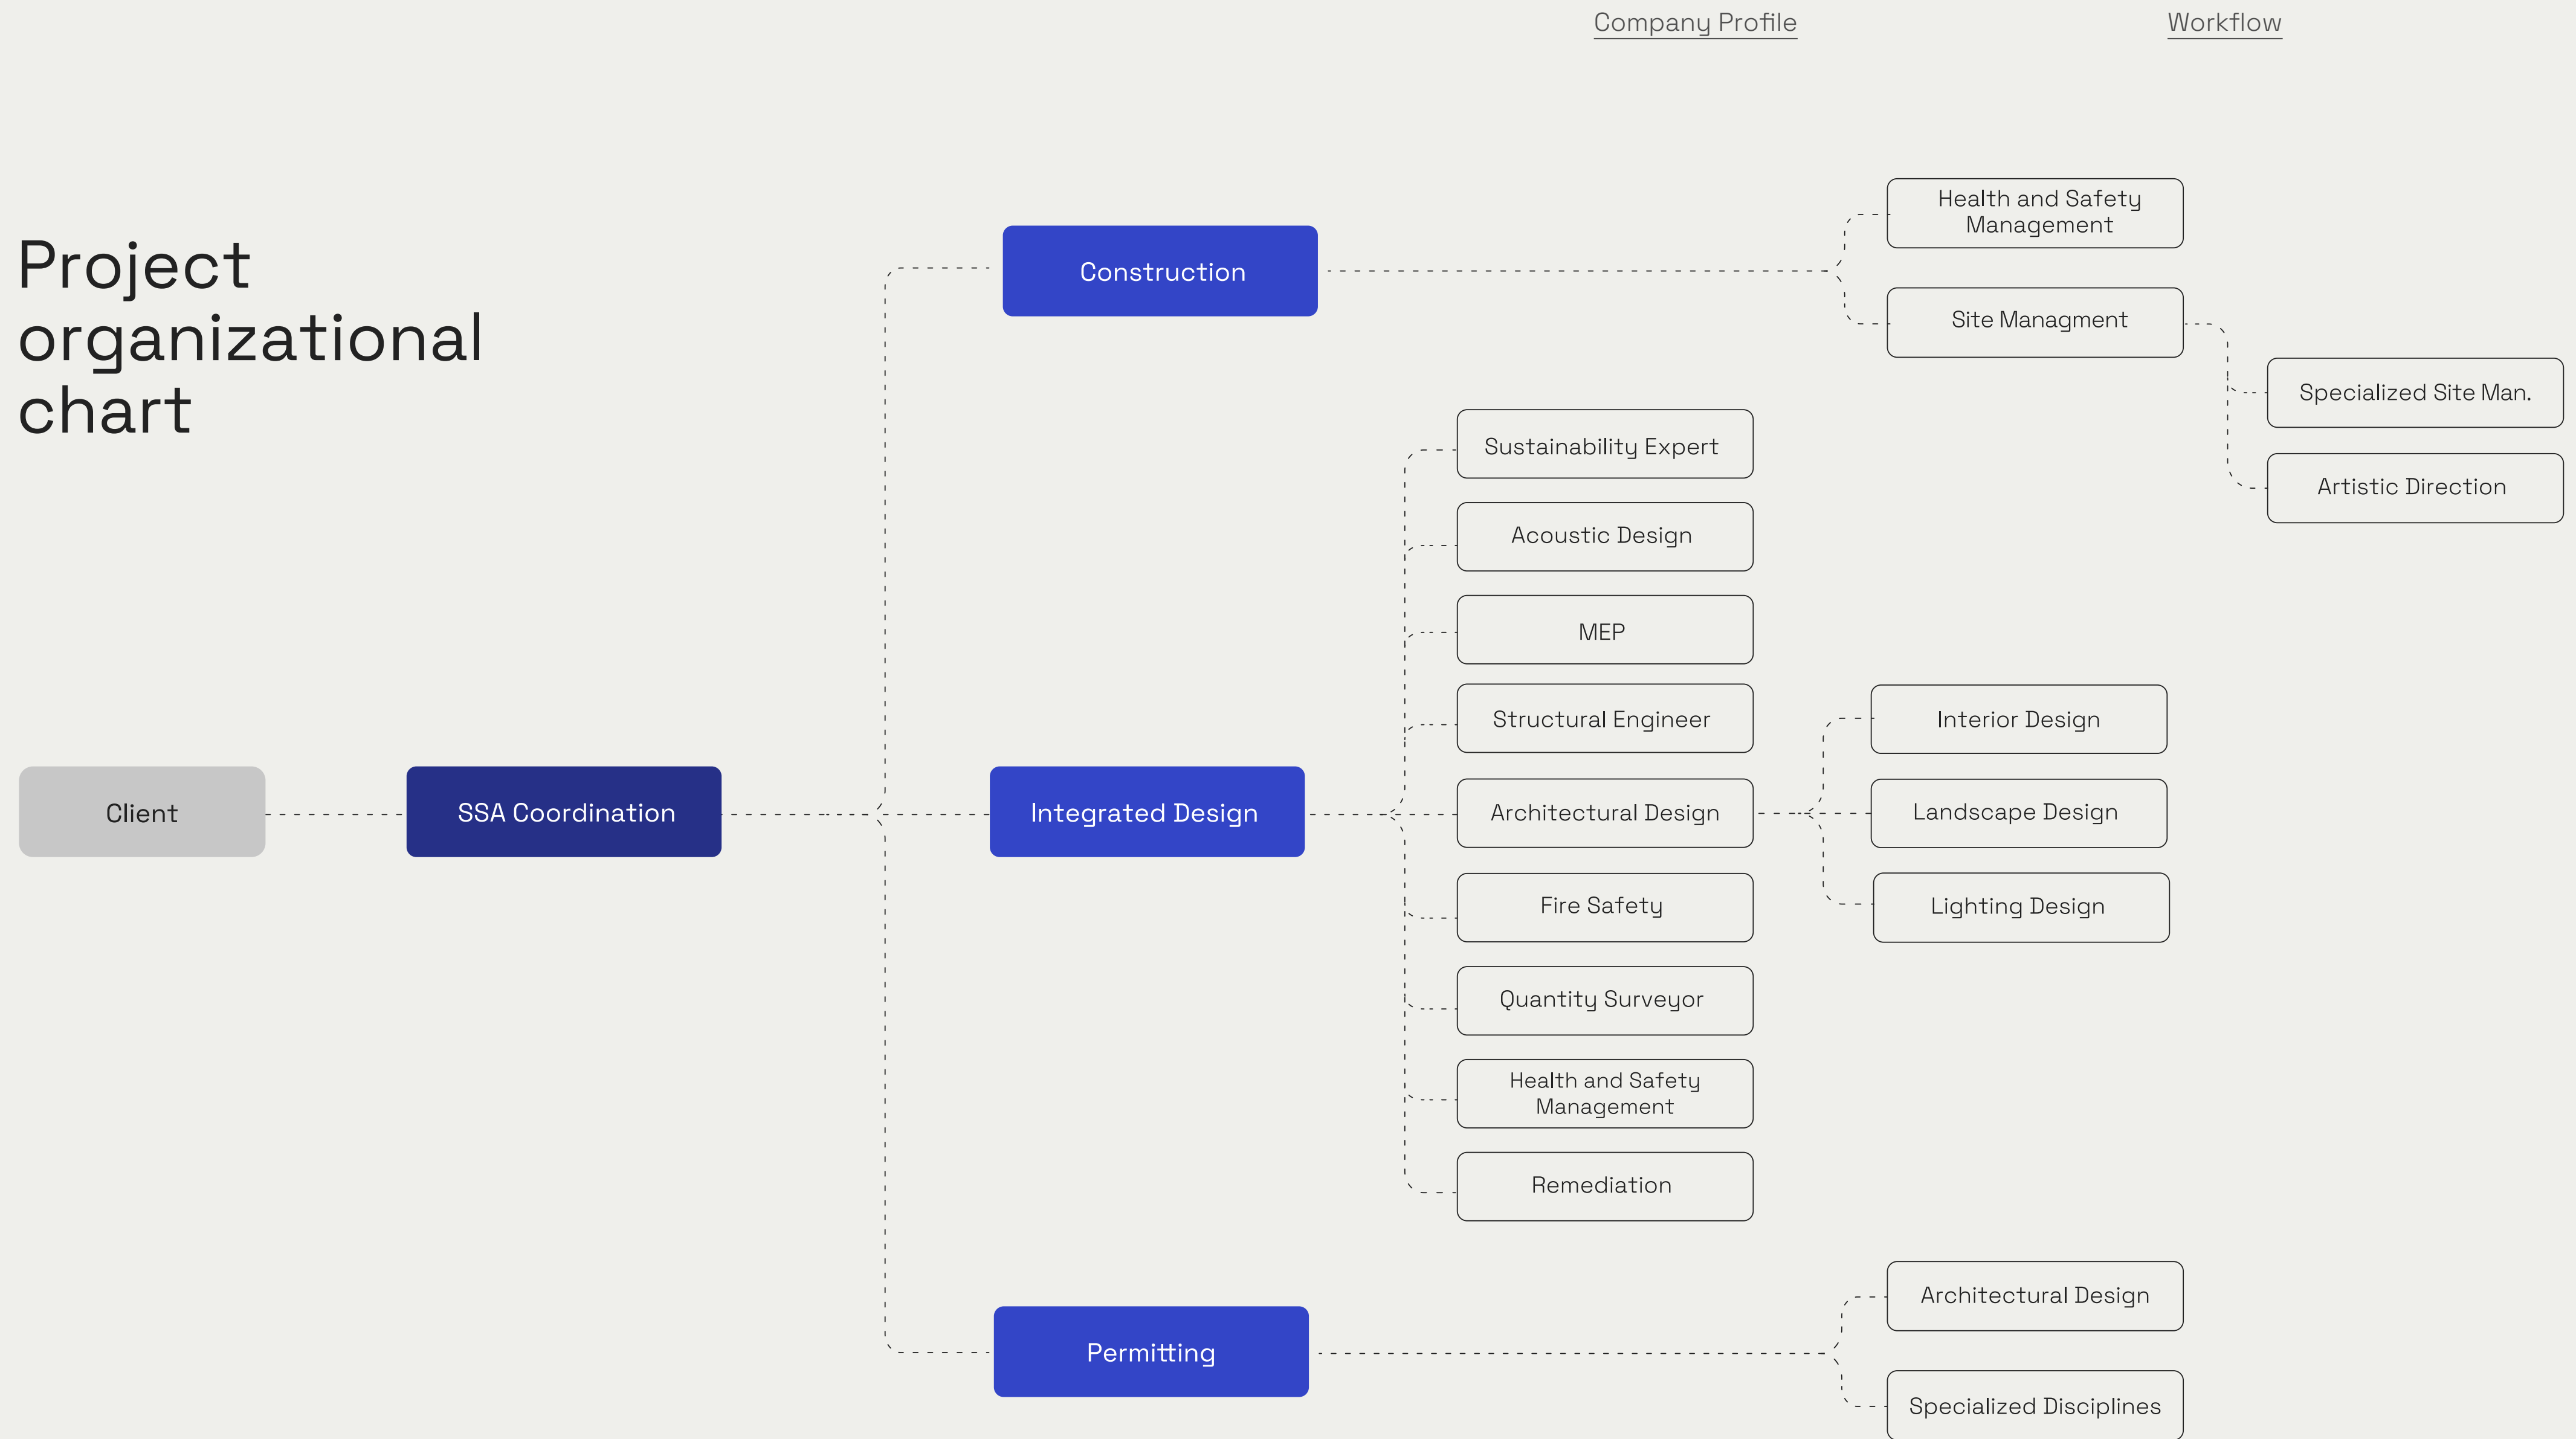 Company Profile
Workflow
Project
organizational
chart
Construction
Health and Safety
Management
Site Managment
Specialized Site Man.
Artistic Direction
Client
SSA Coordination
Integrated Design
Sustainability Expert
Acoustic Design
MEP
Structural Engineer
Architectural Design
Fire Safety
Quantity Surveyor
Health and Safety
Management
Remediation
Interior Design
Landscape Design
Lighting Design
Permitting
Architectural Design
Specialized Disciplines